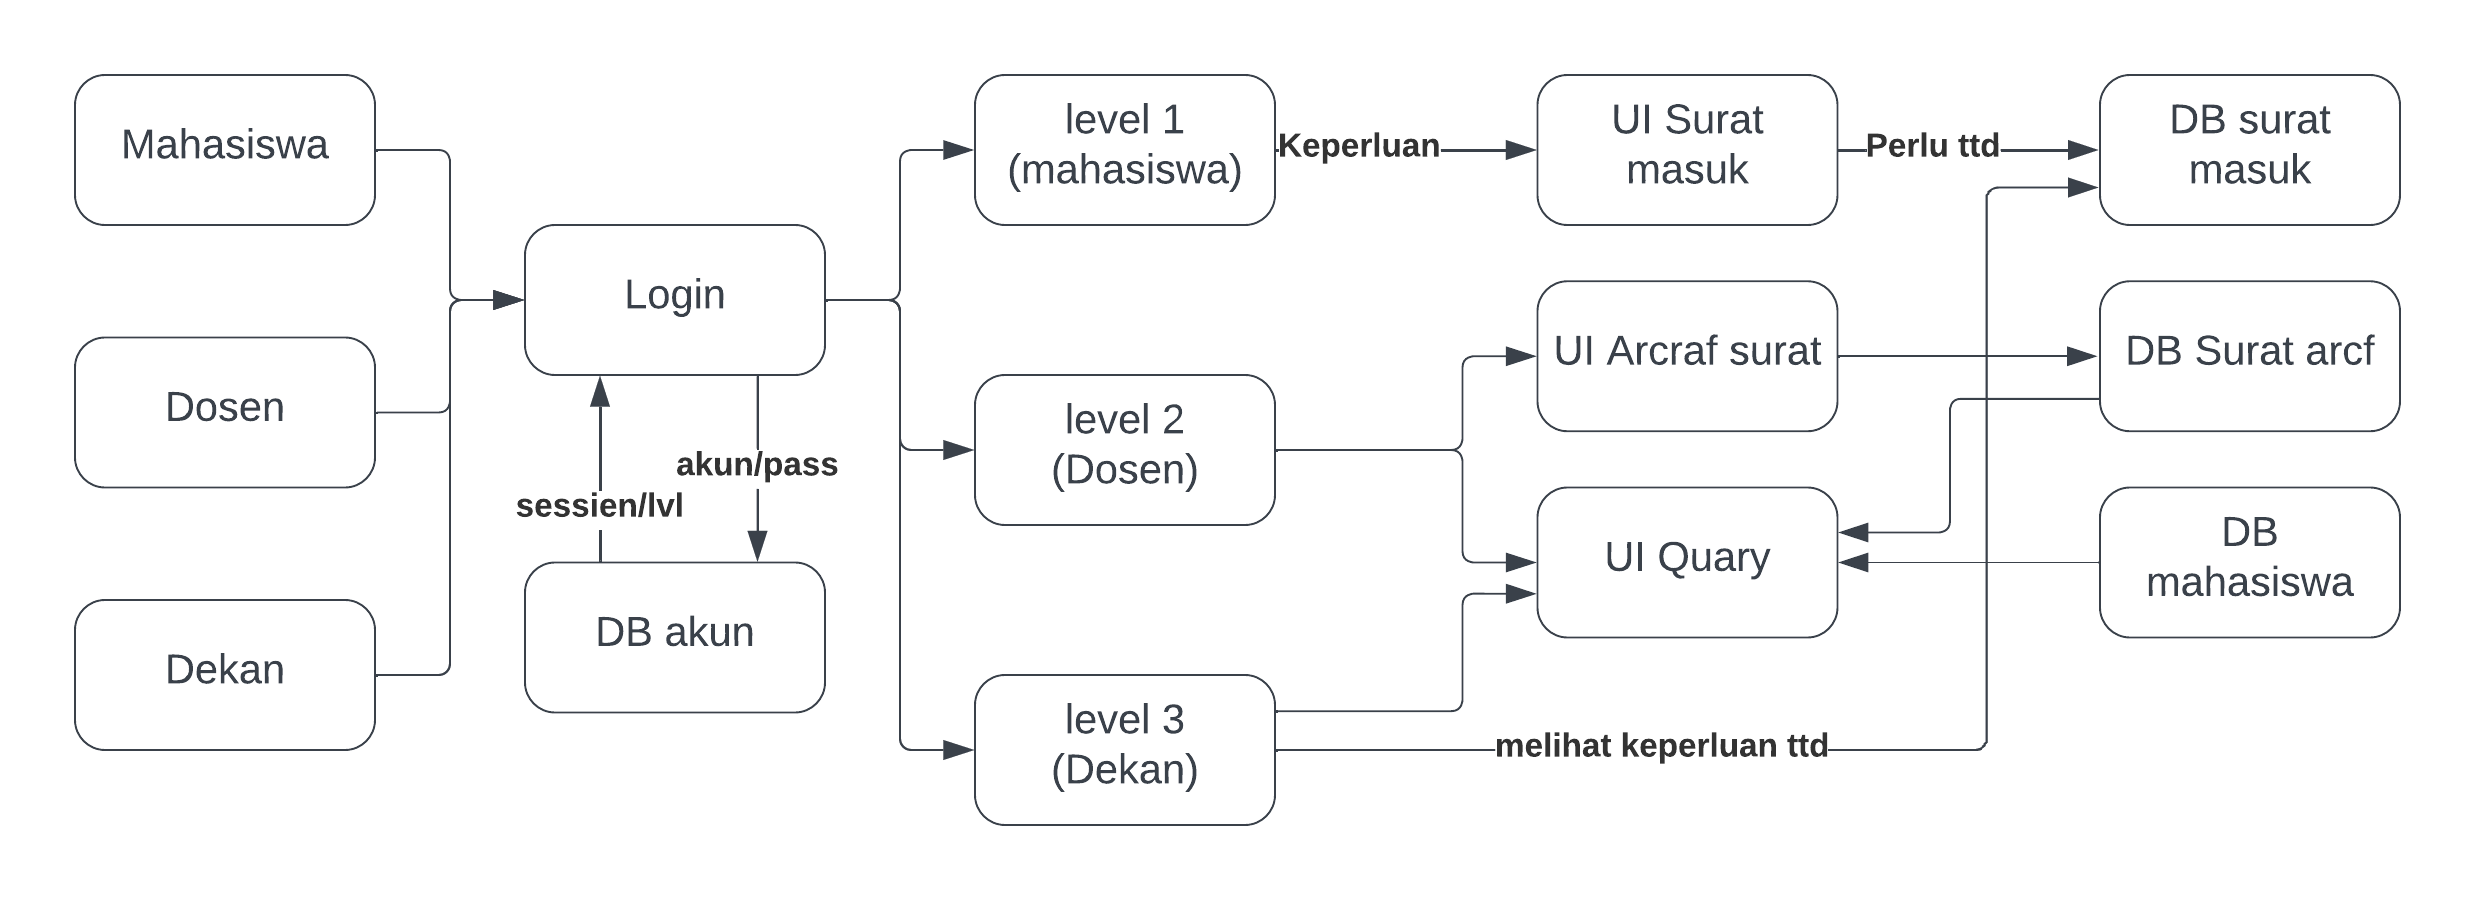 Mahasiswa
Dosen
Dekan
Login
sessien/lvl
akun/pass
DB akun
level 1
(mahasiswa)
level 2
(Dosen)
level 3
(Dekan)
Keperluan
UI Surat
masuk
Perlu ttd
DB surat
masuk
UI Arcraf surat
DB Surat arcf
UI Quary
DB
mahasiswa
melihat keperluan ttd